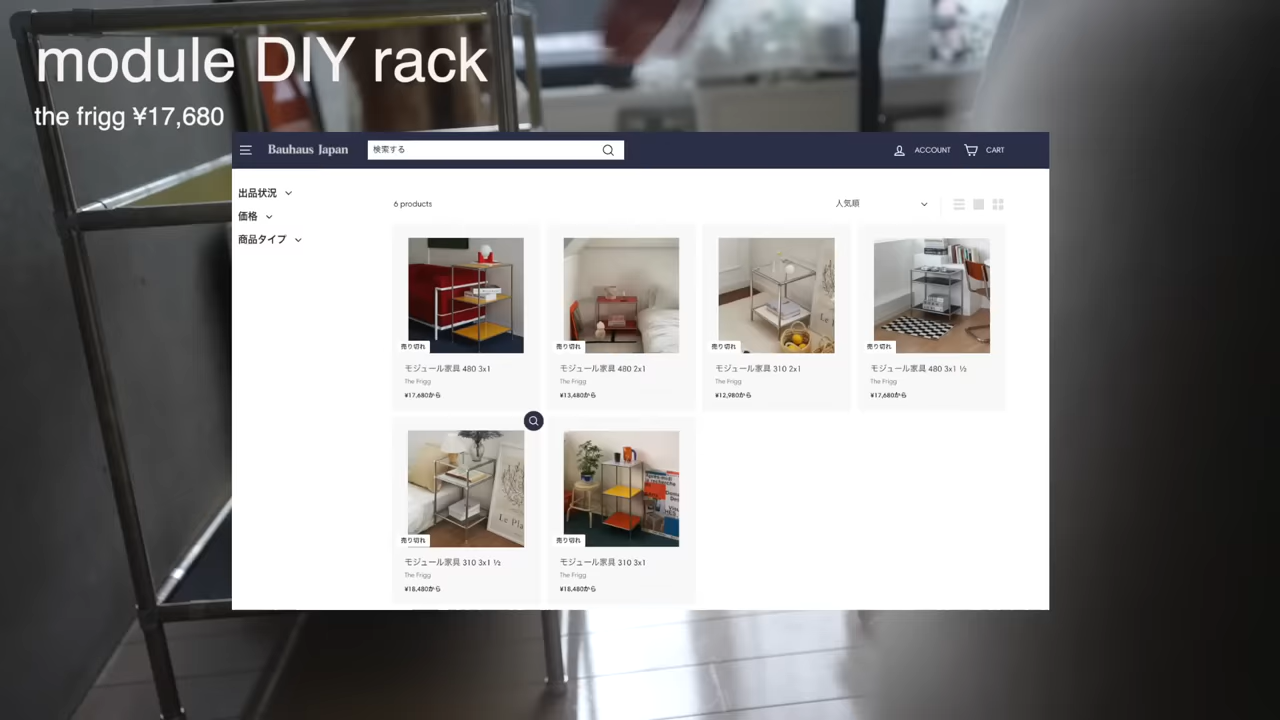 module DIY rack
the frigg ¥17,680
Bauhaus Japan
検索する
ACCOUNT
CART
出品状況
価格
商品タイプ
6 products
人気順
売り切れ
売り切れ
売り切れ
売り切れ
モジュール家具 480 3x1
The Frigg
¥17,680から
モジュール家具 480 2x1
The Frigg
¥13,480から
モジュール家具 310 2x1
The Frigg
¥12,980から
モジュール家具 480 3x1 ½
The Frigg
¥17,680から
Le Pla
売り切れ
売り切れ
モジュール家具 310 3x1 ½
The Frigg
¥18,480から
モジュール家具 310 3x1
The Frigg
¥18,480から